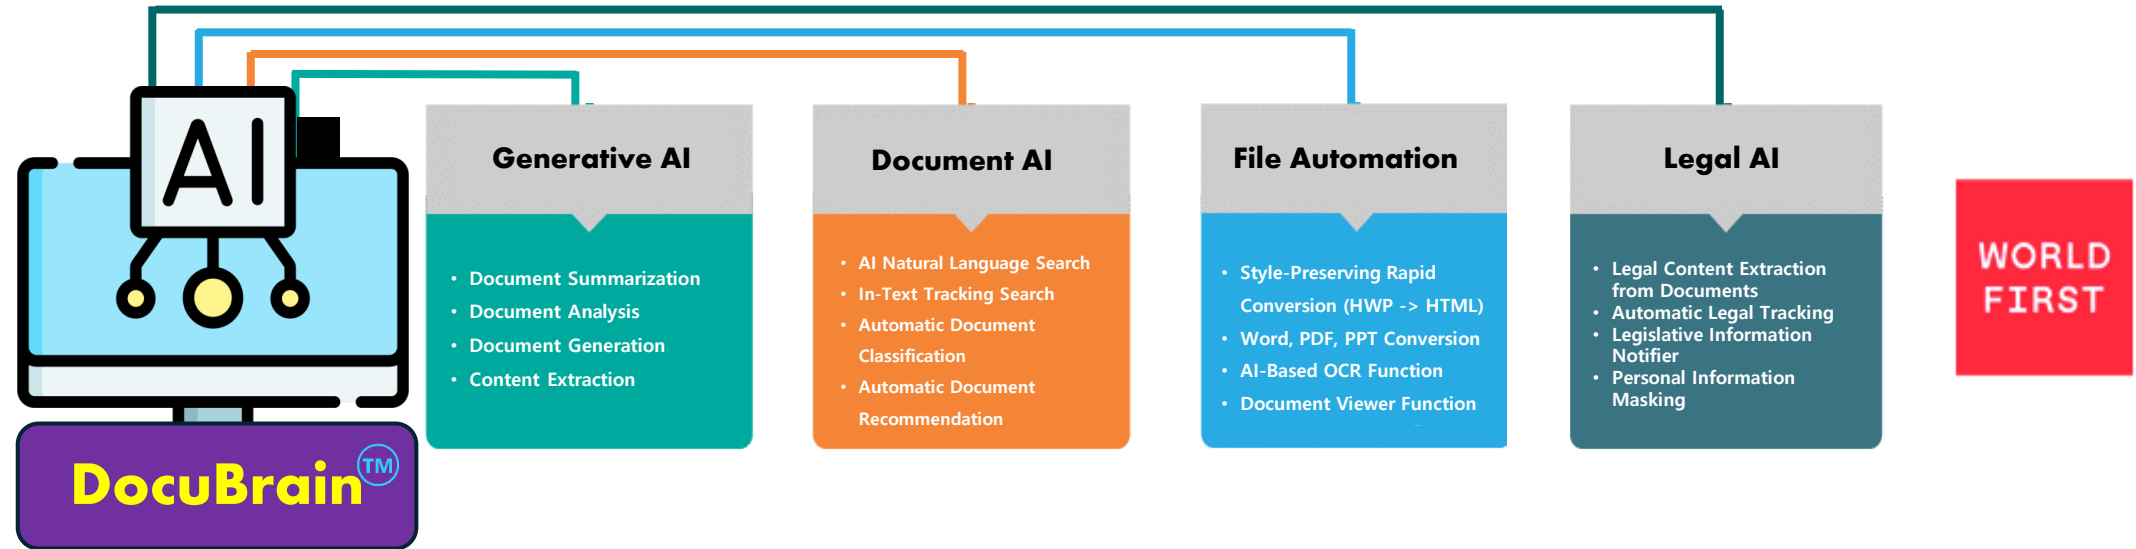 AI
DocuBrain
TM
Generative AI
• Document Summarization
• Document Analysis
• Document Generation
• Content Extraction
Document AI
• AI Natural Language Search
• In-Text Tracking Search
• Automatic Document
Classification
• Automatic Document
Recommendation
File Automation
• Style-Preserving Rapid
Conversion (HWP -> HTML)
• Word, PDF, PPT Conversion
• AI-Based OCR Function
• Document Viewer Function
Legal AI
• Legal Content Extraction
from Documents
• Automatic Legal Tracking
• Legislative Information
Notifier
• Personal Information
Masking
WORLD
FIRST